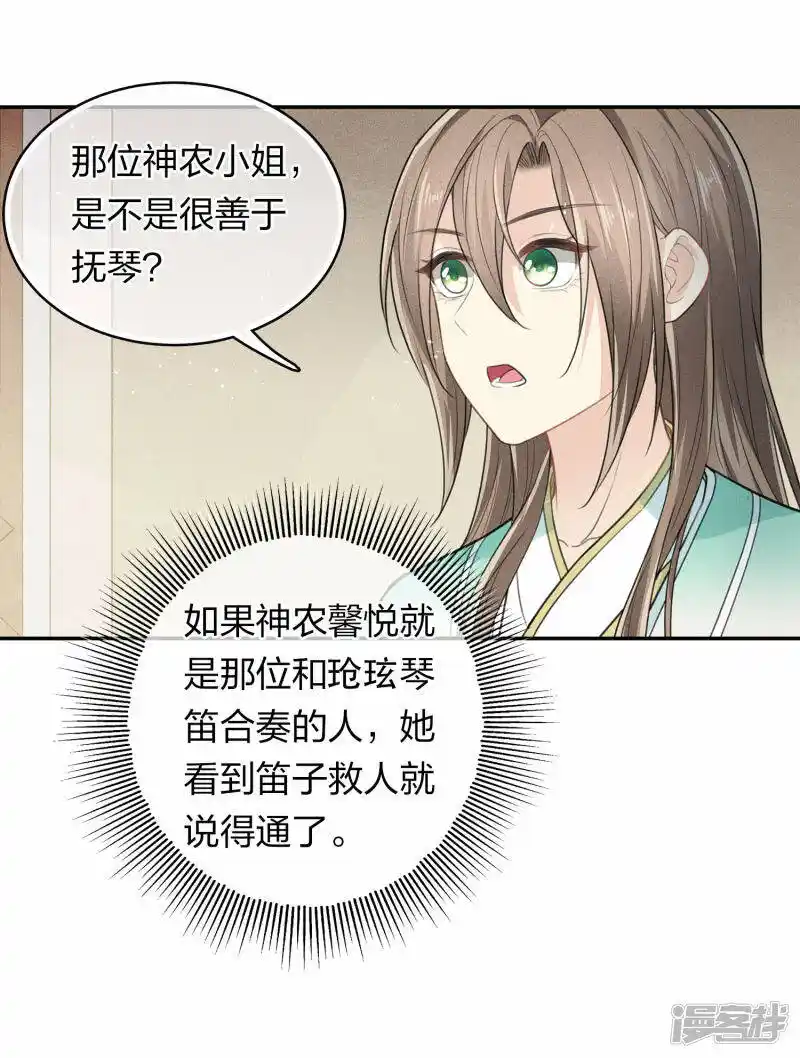 那位神农小姐，
是不是很善于
抚琴？
如果神农馨悦就
是那位和玱玹琴
笛合奏的人，她
看到笛子救人就
说得通了。
漫客栈